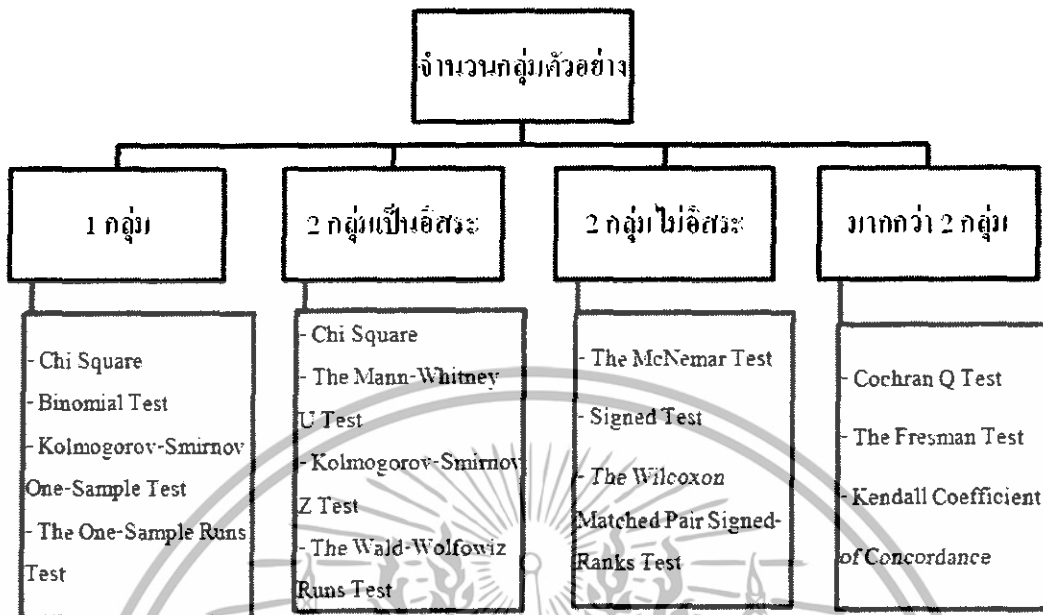 จำนวนกลุ่มตัวอย่าง
1 กลุ่ม
2 กลุ่มเป็นอิสระ
2 กลุ่มไม่อิสระ
มากกว่า 2 กลุ่ม
- Chi Square
- Binomial Test
- Kolmogorov-Smirnov
One-Sample Test
- The One-Sample Runs
Test
- Chi Square
- The Mann-Whitney
U Test
- Kolmogorov-Smirnov
Z Test
- The Wald-Wolfowiz
Runs Test
- The McNemar Test
- Signed Test
- The Wilcoxon
Matched Pair Signed-
Ranks Test
- Cochran Q Test
- The Fresman Test
- Kendall Coefficient
of Concordance